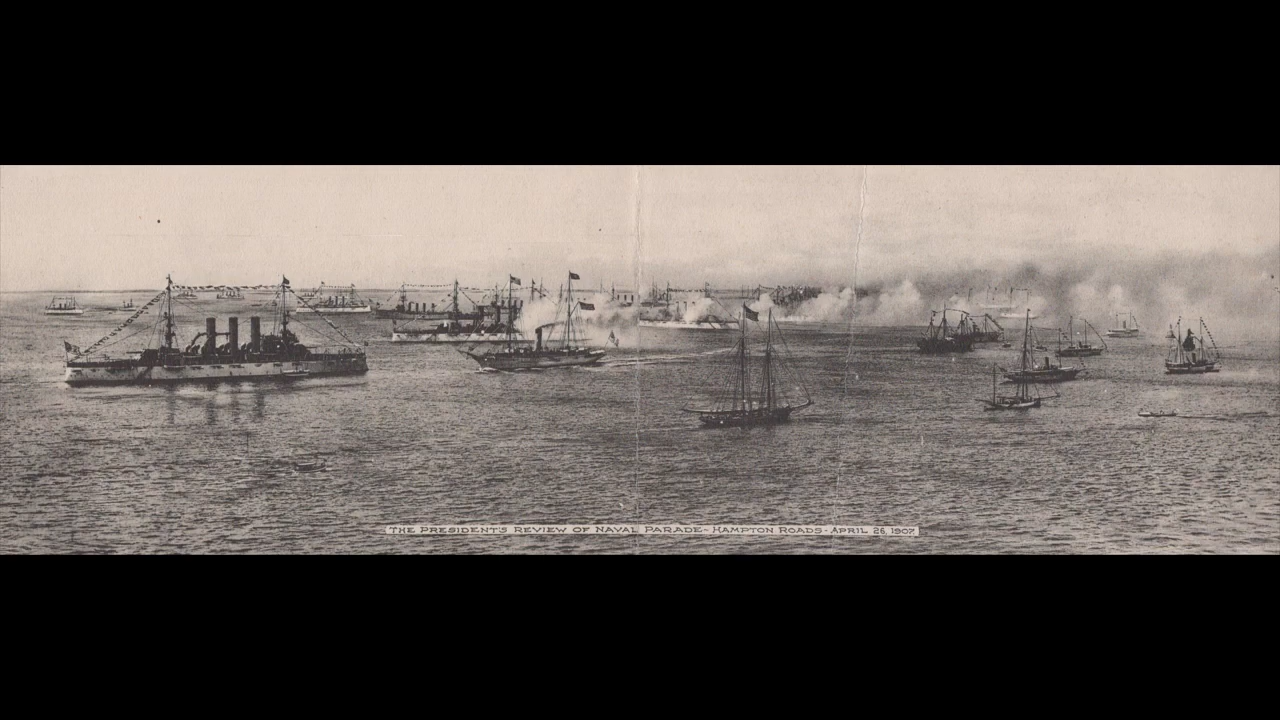 THE PRESIDENT'S REVIEW OF NAVAL PARADE - HAMPTON ROADS - APRIL 26, 1907.